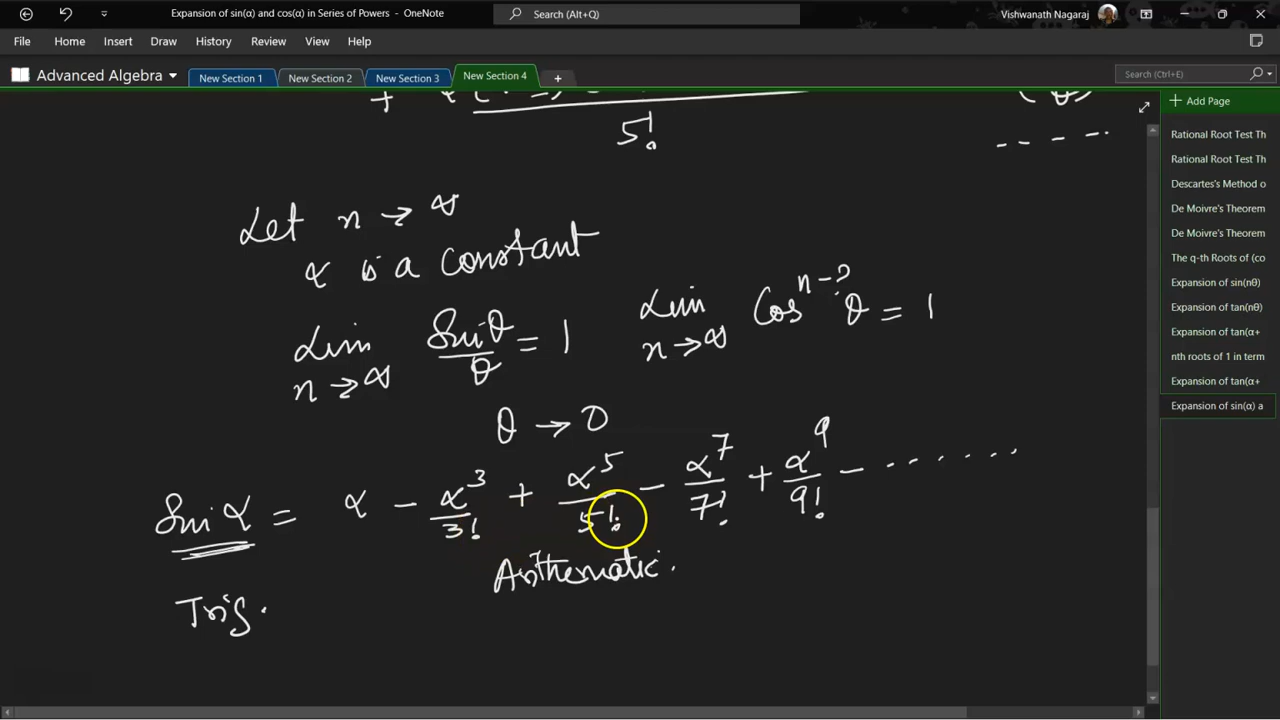 Expansion of sin(α) and cos(α) in Series of Powers - OneNote
Search (Alt+Q)
Vishwanath Nagaraj
File Home Insert Draw History Review View Help
Advanced Algebra New Section 1 New Section 2 New Section 3 New Section 4 +
Search (Ctrl+E)
+ Add Page
Rational Root Test Th
Rational Root Test Th
Descartes's Method o
De Moivre's Theorem
De Moivre's Theorem
The q-th Roots of (co
Expansion of sin(nθ)
Expansion of tan(nθ)
Expansion of tan(α+
nth roots of 1 in term
Expansion of tan(α+
Expansion of sin(α) a
5!
- - - - -
Let n → ∞
α is a constant
Lim n→∞ Sin θ / θ = 1 Lim n→∞ Cos^(n-2) θ = 1
θ → 0
Sin α = α - α^3/3! + α^5/5! - α^7/7! + α^9/9! - .......
Arithematic.
Trig.